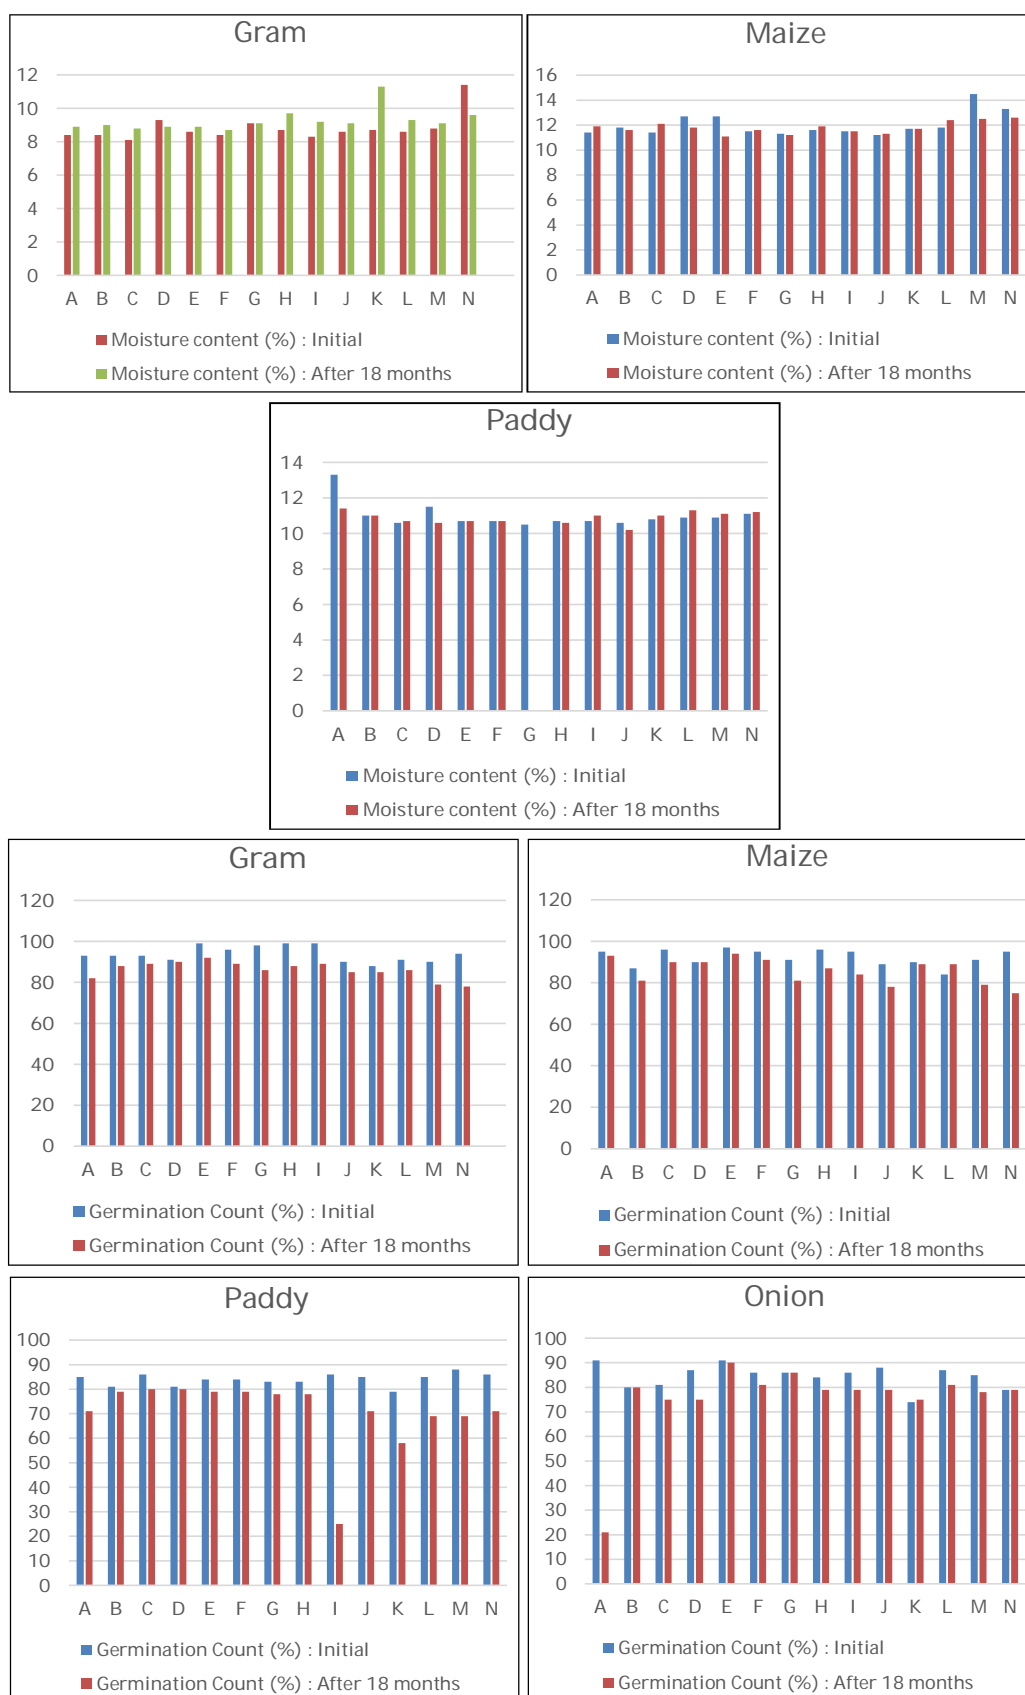 Gram
12
10
8
6
4
2
0
A B C D E F G H I J K L M N
Moisture content (%) : Initial
Moisture content (%) : After 18 months
Maize
16
14
12
10
8
6
4
2
0
A B C D E F G H I J K L M N
Moisture content (%) : Initial
Moisture content (%) : After 18 months
Paddy
14
12
10
8
6
4
2
0
A B C D E F G H I J K L M N
Moisture content (%) : Initial
Moisture content (%) : After 18 months
Gram
120
100
80
60
40
20
0
A B C D E F G H I J K L M N
Germination Count (%) : Initial
Germination Count (%) : After 18 months
Maize
120
100
80
60
40
20
0
A B C D E F G H I J K L M N
Germination Count (%) : Initial
Germination Count (%) : After 18 months
Paddy
100
90
80
70
60
50
40
30
20
10
0
A B C D E F G H I J K L M N
Germination Count (%) : Initial
Germination Count (%) : After 18 months
Onion
100
90
80
70
60
50
40
30
20
10
0
A B C D E F G H I J K L M N
Germination Count (%) : Initial
Germination Count (%) : After 18 months